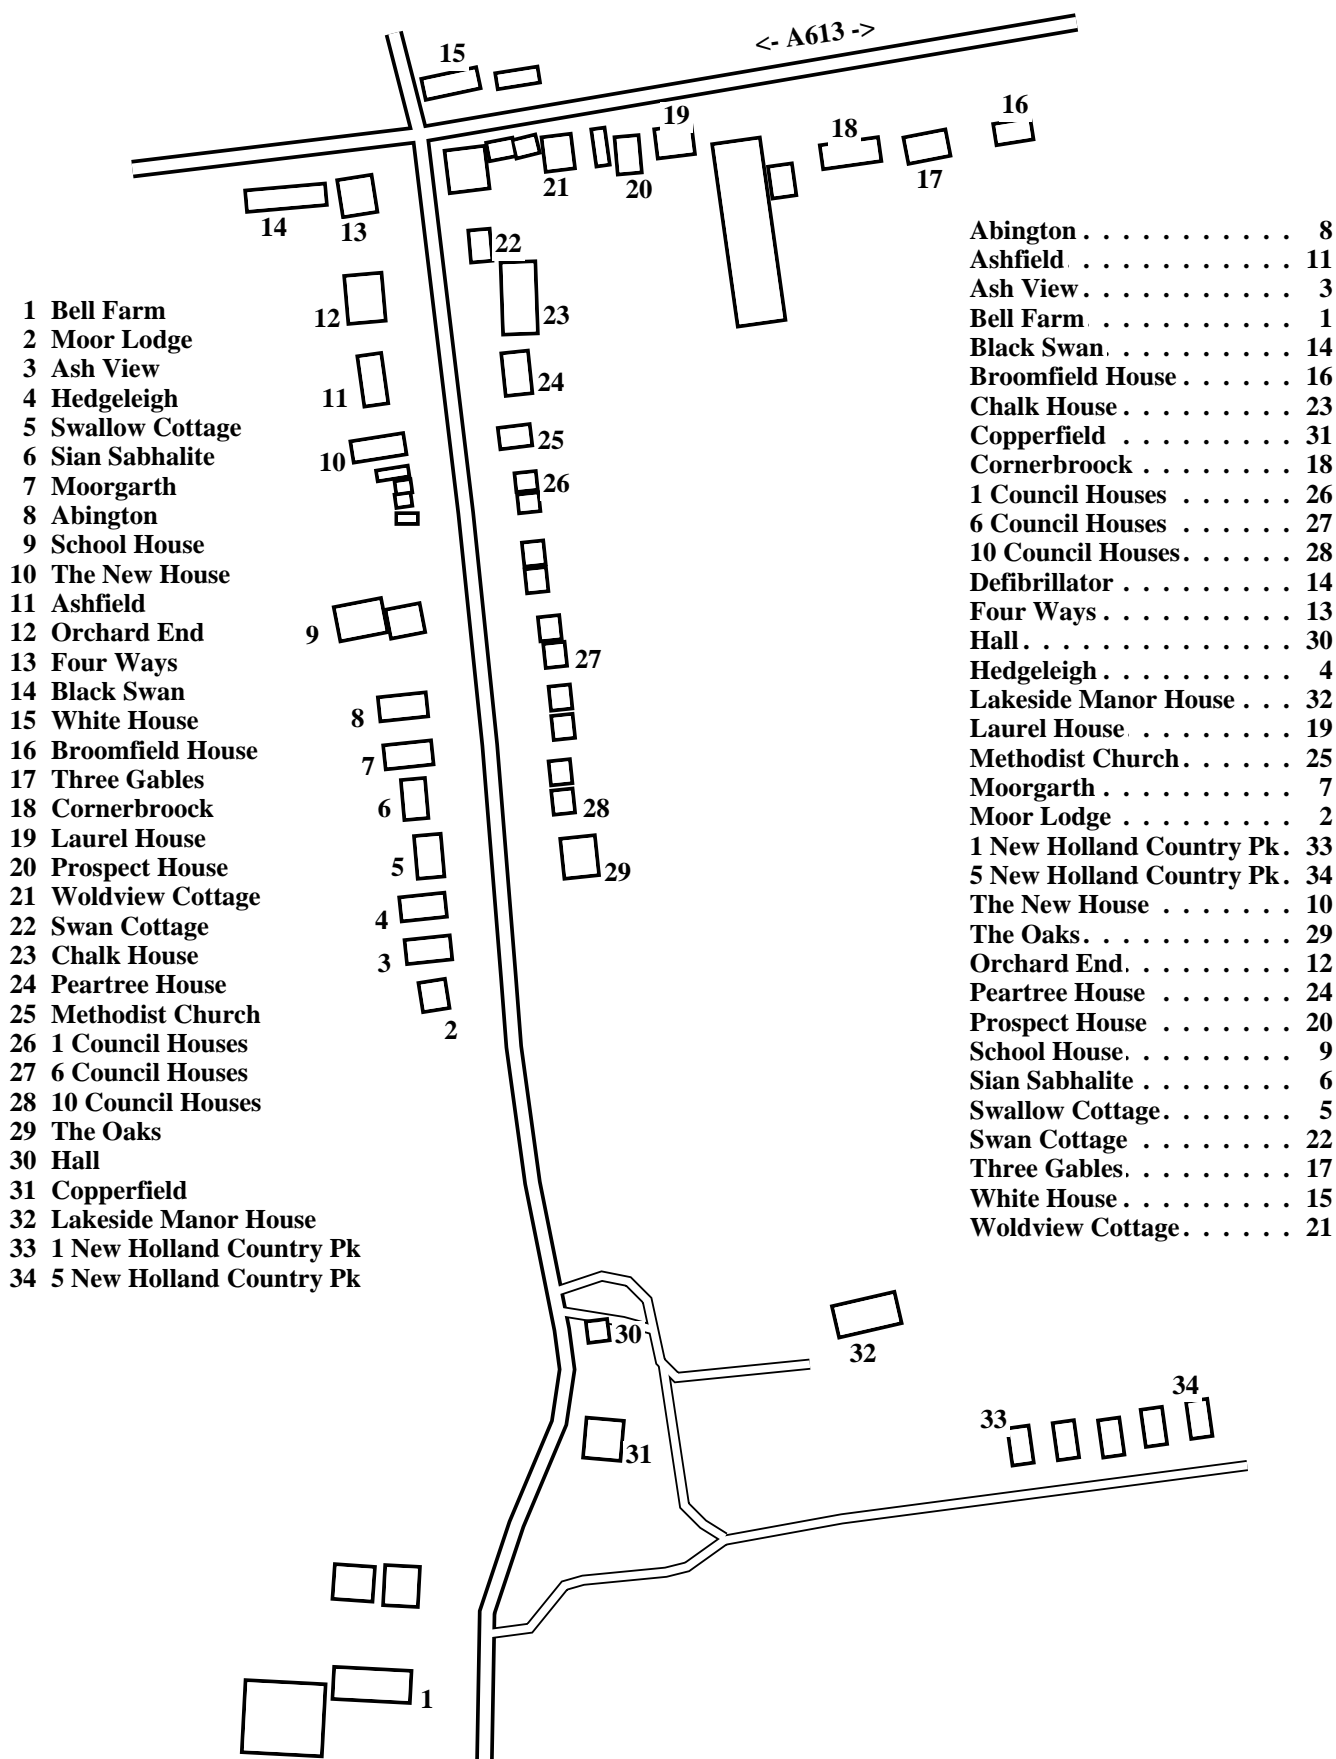 <- A613 ->
15
19
18
16
21
20
17
14
13
22
12
23
11
24
10
25
26
9
27
8
7
6
28
5
29
4
3
2
30
32
31
33
34
1
1 Bell Farm
2 Moor Lodge
3 Ash View
4 Hedgeleigh
5 Swallow Cottage
6 Sian Sabhalite
7 Moorgarth
8 Abington
9 School House
10 The New House
11 Ashfield
12 Orchard End
13 Four Ways
14 Black Swan
15 White House
16 Broomfield House
17 Three Gables
18 Cornerbroock
19 Laurel House
20 Prospect House
21 Woldview Cottage
22 Swan Cottage
23 Chalk House
24 Peartree House
25 Methodist Church
26 1 Council Houses
27 6 Council Houses
28 10 Council Houses
29 The Oaks
30 Hall
31 Copperfield
32 Lakeside Manor House
33 1 New Holland Country Pk
34 5 New Holland Country Pk
Abington . . . . . . . . . . . 8
Ashfield . . . . . . . . . . . 11
Ash View . . . . . . . . . . . 3
Bell Farm . . . . . . . . . . . 1
Black Swan . . . . . . . . . . 14
Broomfield House . . . . . . 16
Chalk House . . . . . . . . . 23
Copperfield . . . . . . . . . 31
Cornerbroock . . . . . . . . 18
1 Council Houses . . . . . . 26
6 Council Houses . . . . . . 27
10 Council Houses . . . . . . 28
Defibrillator . . . . . . . . . 14
Four Ways . . . . . . . . . . 13
Hall . . . . . . . . . . . . . . 30
Hedgeleigh . . . . . . . . . . 4
Lakeside Manor House . . . 32
Laurel House . . . . . . . . . 19
Methodist Church . . . . . . 25
Moorgarth . . . . . . . . . . 7
Moor Lodge . . . . . . . . . 2
1 New Holland Country Pk . 33
5 New Holland Country Pk . 34
The New House . . . . . . . 10
The Oaks . . . . . . . . . . . 29
Orchard End . . . . . . . . . 12
Peartree House . . . . . . . 24
Prospect House . . . . . . . 20
School House . . . . . . . . . 9
Sian Sabhalite . . . . . . . . 6
Swallow Cottage . . . . . . . 5
Swan Cottage . . . . . . . . 22
Three Gables . . . . . . . . . 17
White House . . . . . . . . . 15
Woldview Cottage . . . . . . 21